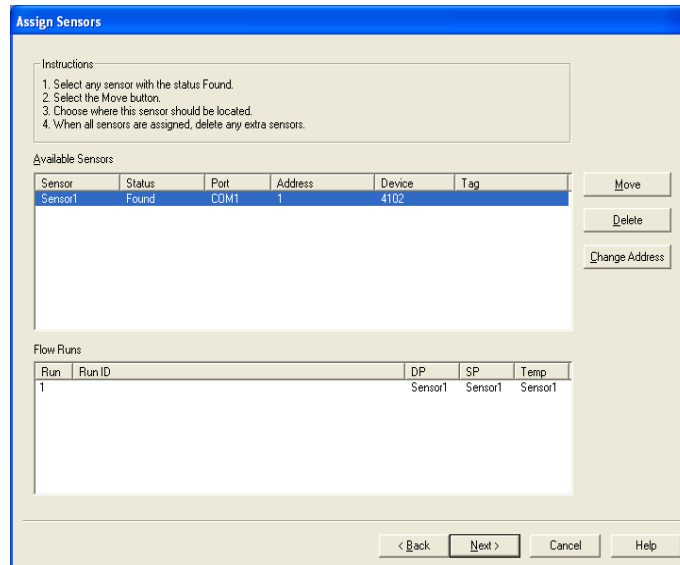 Assign Sensors
Instructions
1. Select any sensor with the status Found.
2. Select the Move button.
3. Choose where this sensor should be located.
4. When all sensors are assigned, delete any extra sensors.
Available Sensors
Sensor Status Port Address Device Tag
Sensor1 Found COM1 1 4102
Move
Delete
Change Address
Flow Runs
Run Run ID DP SP Temp
1 Sensor1 Sensor1 Sensor1
< Back Next > Cancel Help